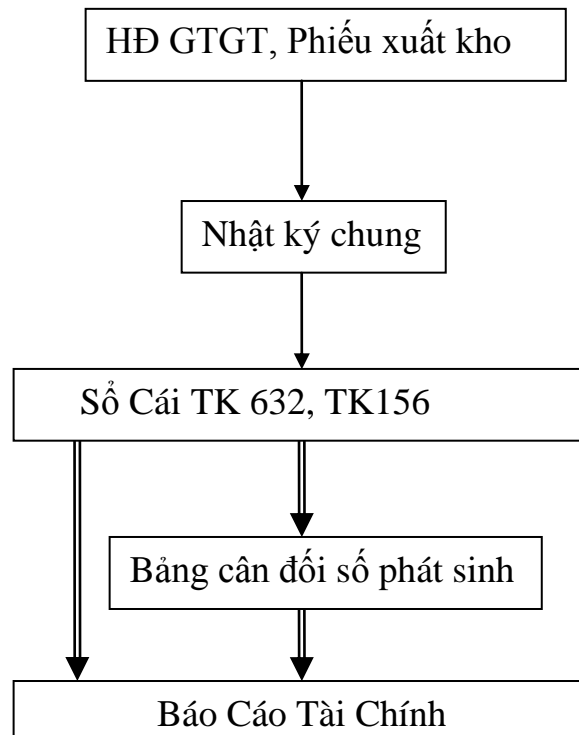 HĐ GTGT, Phiếu xuất kho
Nhật ký chung
Sổ Cái TK 632, TK156
Bảng cân đối số phát sinh
Báo Cáo Tài Chính